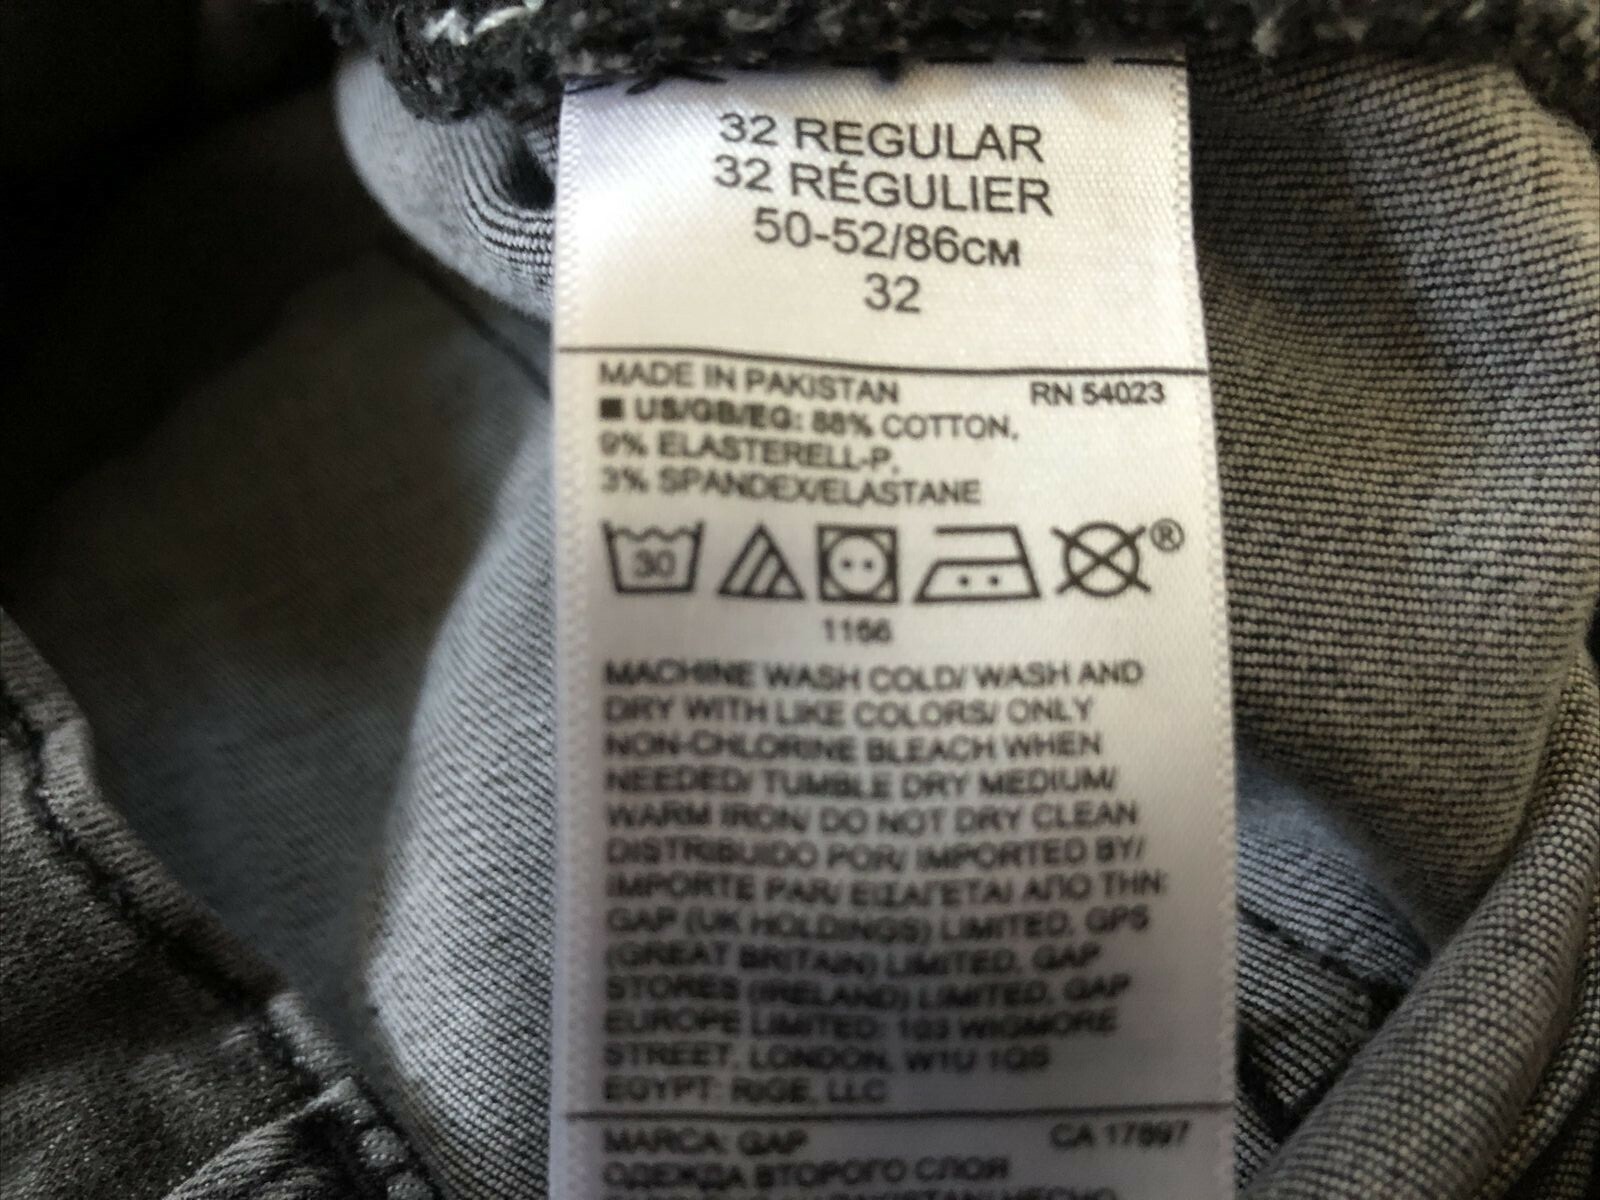 32 REGULAR
32 RÉGULIER
50-52/86CM
32
MADE IN PAKISTAN RN 54023
■ US/GB/EG: 88% COTTON,
9% ELASTERELL-P,
3% SPANDEX/ELASTANE
30 ®
1166
MACHINE WASH COLD/ WASH AND
DRY WITH LIKE COLORS/ ONLY
NON-CHLORINE BLEACH WHEN
NEEDED/ TUMBLE DRY MEDIUM/
WARM IRON/ DO NOT DRY CLEAN
DISTRIBUIDO POR/ IMPORTED BY/
IMPORTE PAR/ ΕΙΣΑΓΕΤΑΙ ΑΠΟ ΤΗΝ:
GAP (UK HOLDINGS) LIMITED, GPS
(GREAT BRITAIN) LIMITED, GAP
STORES (IRELAND) LIMITED, GAP
EUROPE LIMITED: 103 WIGMORE
STREET, LONDON, W1U 1QS
EGYPT: RIGE, LLC
MARCA: GAP CA 17897
ОДЕЖДА ВТОРОГО СЛОЯ